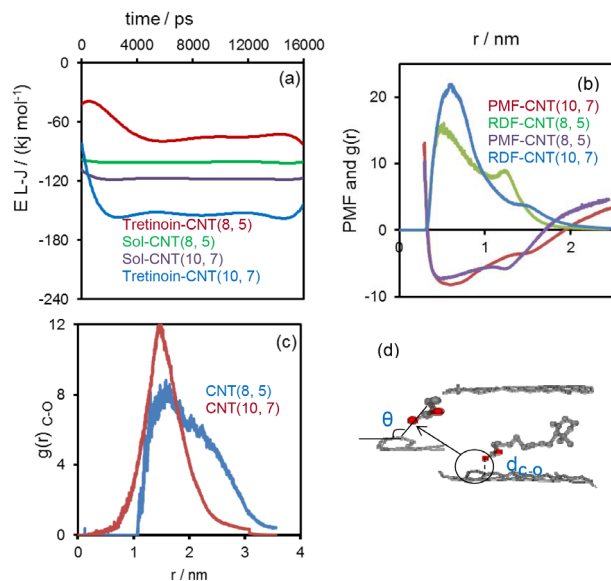 time / ps
0 4000 8000 12000 16000
E L-J / (kj mol⁻¹)
0
-60
-120
-180
-240
(a)
Tretinoin-CNT(8, 5)
Sol-CNT(8, 5)
Sol-CNT(10, 7)
Tretinoin-CNT(10, 7)
r / nm
(b)
PMF and g(r)
20
10
0
-10
0 1 2
PMF-CNT(10, 7)
RDF-CNT(8, 5)
PMF-CNT(8, 5)
RDF-CNT(10, 7)
(c)
g(r) C-O
12
8
4
0
CNT(8, 5)
CNT(10, 7)
0 1 2 3 4
r / nm
(d)
θ
dC-O